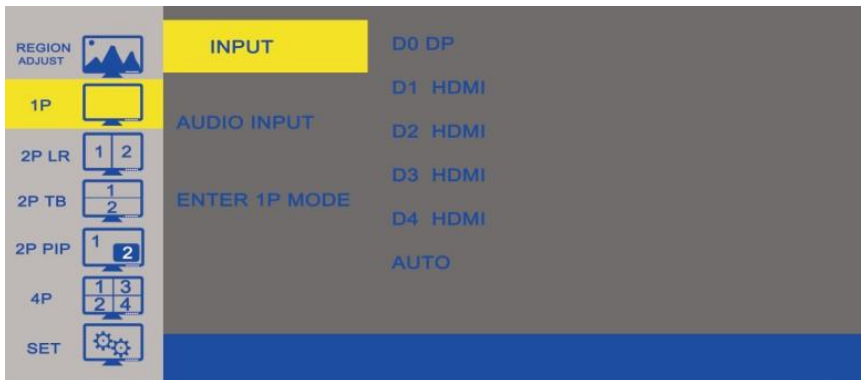 REGION
ADJUST
1P
2P LR
1 2
2P TB
1
2
2P PIP
1
2
4P
1 3
2 4
SET
INPUT
AUDIO INPUT
ENTER 1P MODE
D0 DP
D1 HDMI
D2 HDMI
D3 HDMI
D4 HDMI
AUTO